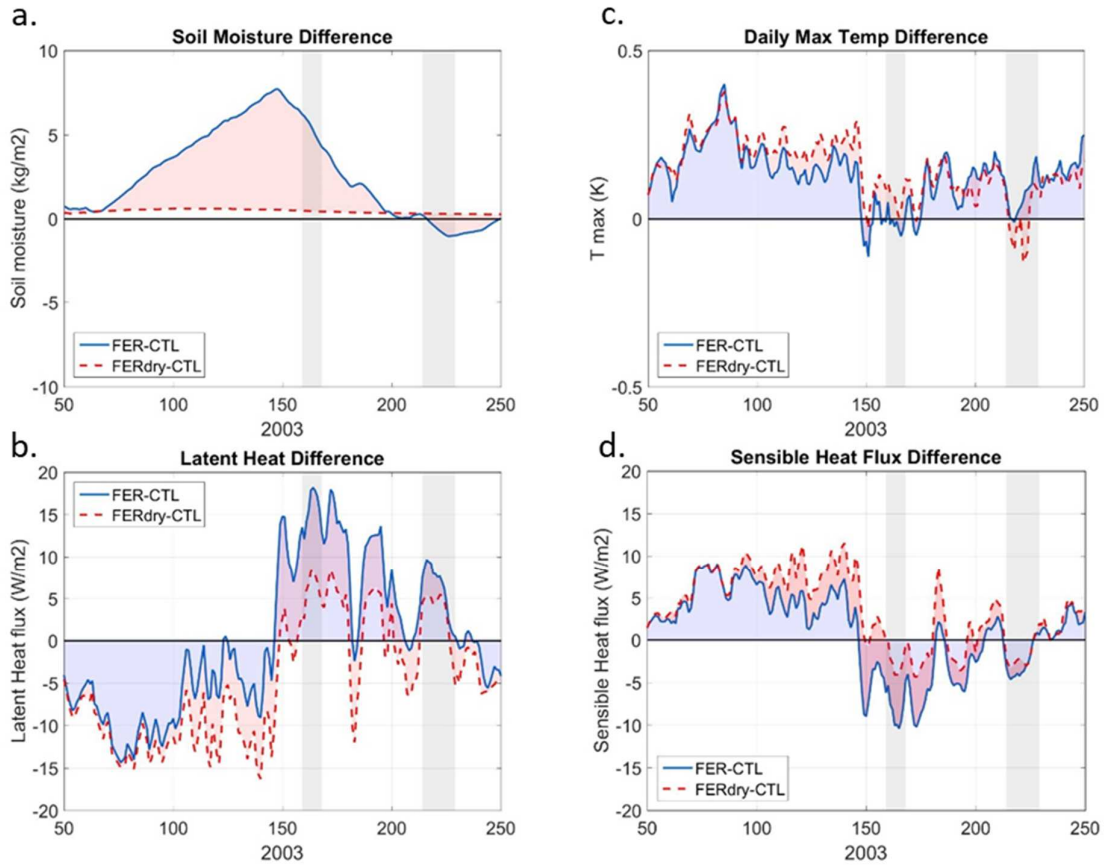 a.
Soil Moisture Difference
10
5
0
-5
-10
Soil moisture (kg/m2)
FER-CTL
FERdry-CTL
50 100 150 200 250
2003
c.
Daily Max Temp Difference
0.5
0
-0.5
T max (K)
FER-CTL
FERdry-CTL
50 100 150 200 250
2003
b.
Latent Heat Difference
20
15
10
5
0
-5
-10
-15
-20
Latent Heat flux (W/m2)
FER-CTL
FERdry-CTL
50 100 150 200 250
2003
d.
Sensible Heat Flux Difference
20
15
10
5
0
-5
-10
-15
-20
Sensible Heat flux (W/m2)
FER-CTL
FERdry-CTL
50 100 150 200 250
2003